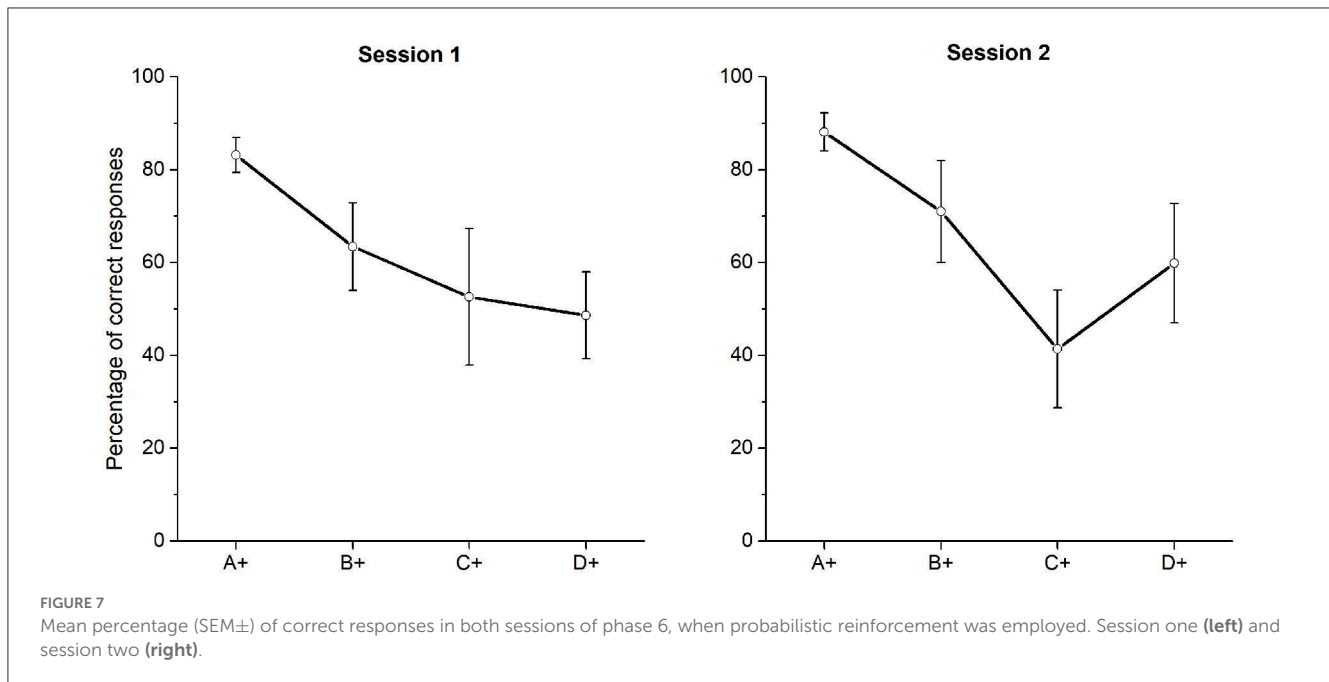 Session 1
Session 2
Percentage of correct responses
100
80
60
40
20
0
A+ B+ C+ D+
100
80
60
40
20
0
A+ B+ C+ D+
FIGURE 7
Mean percentage (SEM±) of correct responses in both sessions of phase 6, when probabilistic reinforcement was employed. Session one (left) and
session two (right).